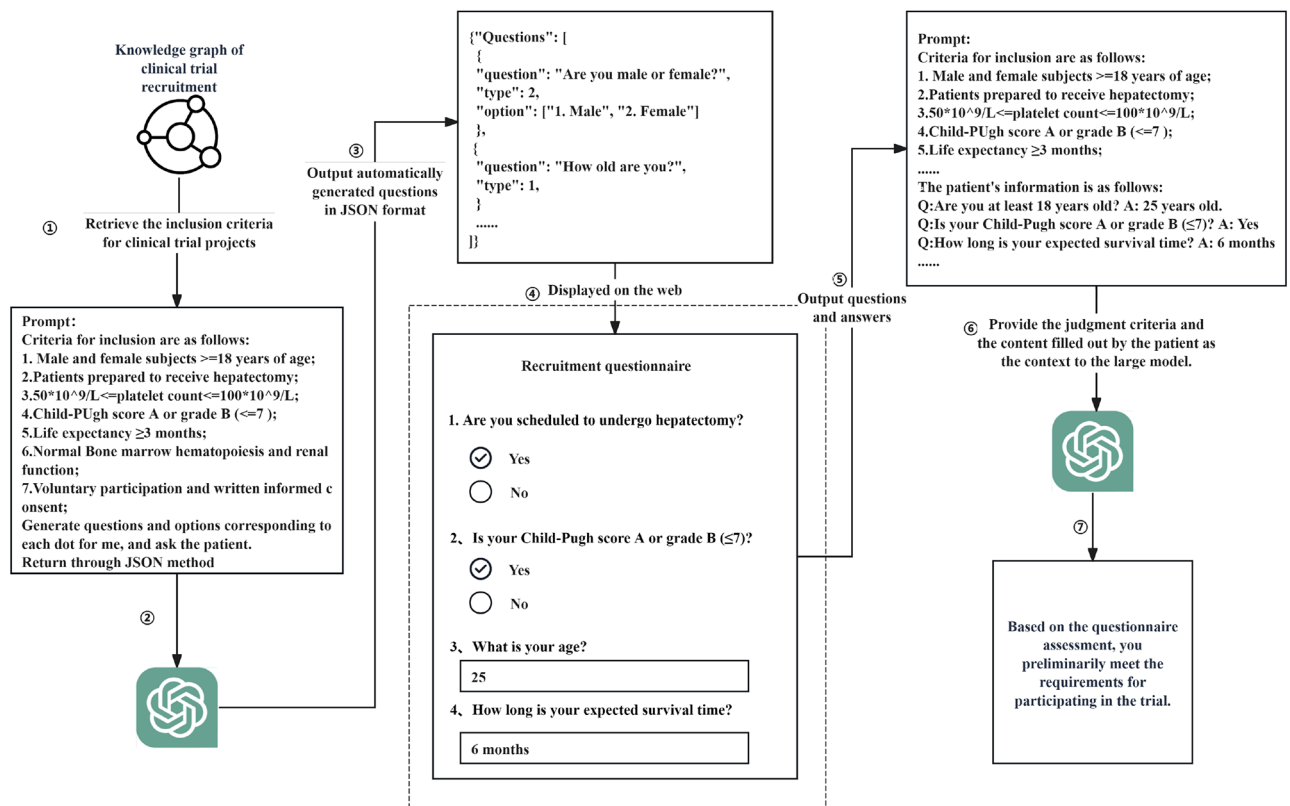 Knowledge graph of
clinical trial
recruitment
①
Retrieve the inclusion criteria
for clinical trial projects
Prompt：
Criteria for inclusion are as follows:
1. Male and female subjects >=18 years of age;
2.Patients prepared to receive hepatectomy;
3.50*10^9/L<=platelet count<=100*10^9/L;
4.Child-PUgh score A or grade B (<=7 );
5.Life expectancy ≥3 months;
6.Normal Bone marrow hematopoiesis and renal
function;
7.Voluntary participation and written informed c
onsent;
Generate questions and options corresponding to
each dot for me, and ask the patient.
Return through JSON method
②
③
Output automatically
generated questions
in JSON format
{"Questions": [
{
"question": "Are you male or female?",
"type": 2,
"option": ["1. Male", "2. Female"]
},
{
"question": "How old are you?",
"type": 1,
}
......
]}
④ Displayed on the web
Recruitment questionnaire
1. Are you scheduled to undergo hepatectomy?
Yes
No
2、Is your Child-Pugh score A or grade B (≤7)?
Yes
No
3、What is your age?
25
4、How long is your expected survival time?
6 months
⑤
Output questions
and answers
Prompt:
Criteria for inclusion are as follows:
1. Male and female subjects >=18 years of age;
2.Patients prepared to receive hepatectomy;
3.50*10^9/L<=platelet count<=100*10^9/L;
4.Child-PUgh score A or grade B (<=7 );
5.Life expectancy ≥3 months;
......
The patient's information is as follows:
Q:Are you at least 18 years old? A: 25 years old.
Q:Is your Child-Pugh score A or grade B (≤7)? A: Yes
Q:How long is your expected survival time? A: 6 months
......
⑥ Provide the judgment criteria and
the content filled out by the patient as
the context to the large model.
⑦
Based on the questionnaire
assessment, you
preliminarily meet the
requirements for
participating in the trial.